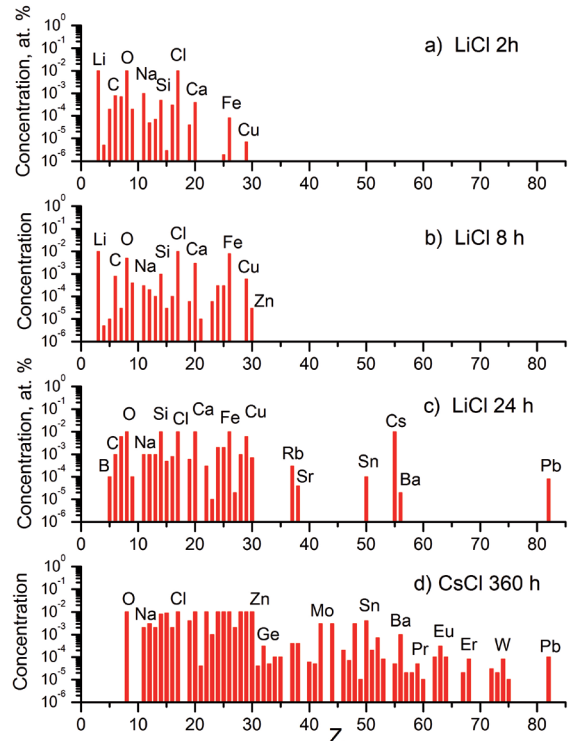 Concentration, at. %
10^0
10^-1
10^-2
10^-3
10^-4
10^-5
10^-6
a) LiCl 2h
Li C O Na Si Cl Ca Fe Cu
0 10 20 30 40 50 60 70 80
Concentration
10^0
10^-1
10^-2
10^-3
10^-4
10^-5
10^-6
b) LiCl 8 h
Li C O Na Si Cl Ca Fe Cu Zn
0 10 20 30 40 50 60 70 80
Concentration, at. %
10^0
10^-1
10^-2
10^-3
10^-4
10^-5
10^-6
c) LiCl 24 h
B C O Na Si Cl Ca Fe Cu Rb Sr Sn Cs Ba Pb
0 10 20 30 40 50 60 70 80
Concentration
10^0
10^-1
10^-2
10^-3
10^-4
10^-5
10^-6
d) CsCl 360 h
O Na Cl Zn Ge Mo Sn Ba Pr Eu Er W Pb
0 10 20 30 40 50 60 70 80
Z